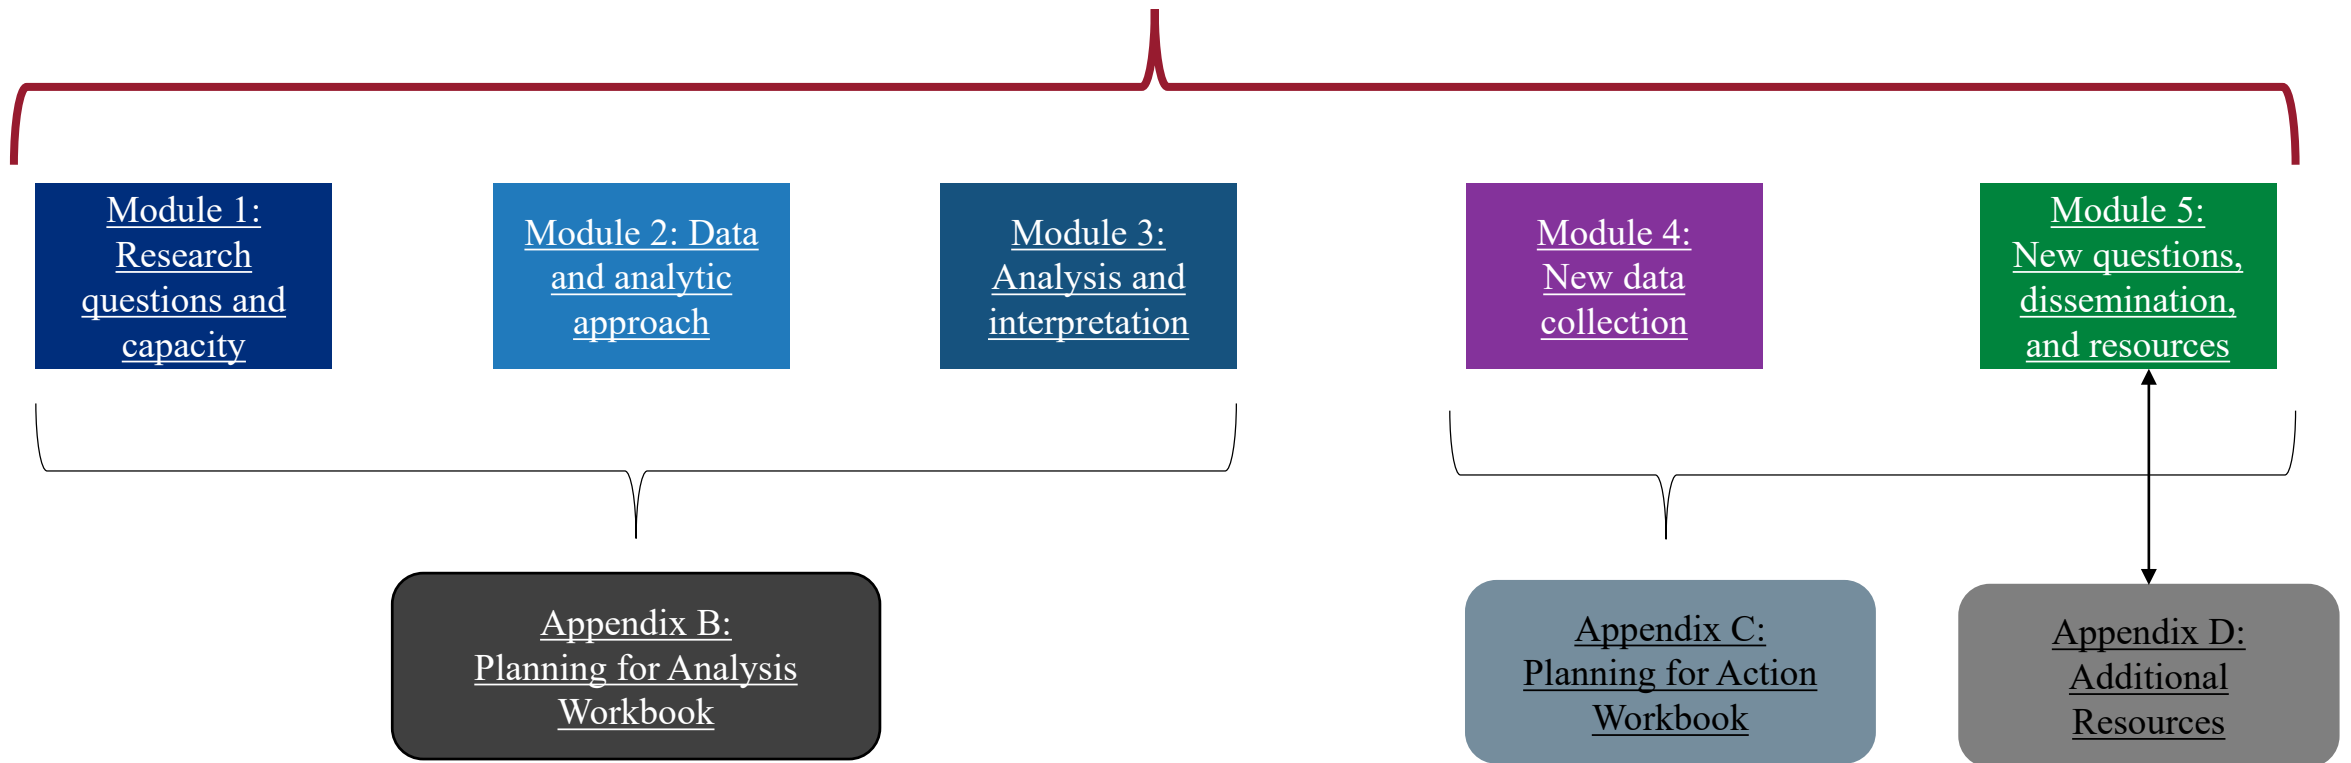 Module 1:
Research
questions and
capacity
Module 2: Data
and analytic
approach
Module 3:
Analysis and
interpretation
Module 4:
New data
collection
Module 5:
New questions,
dissemination,
and resources
Appendix B:
Planning for Analysis
Workbook
Appendix C:
Planning for Action
Workbook
Appendix D:
Additional
Resources